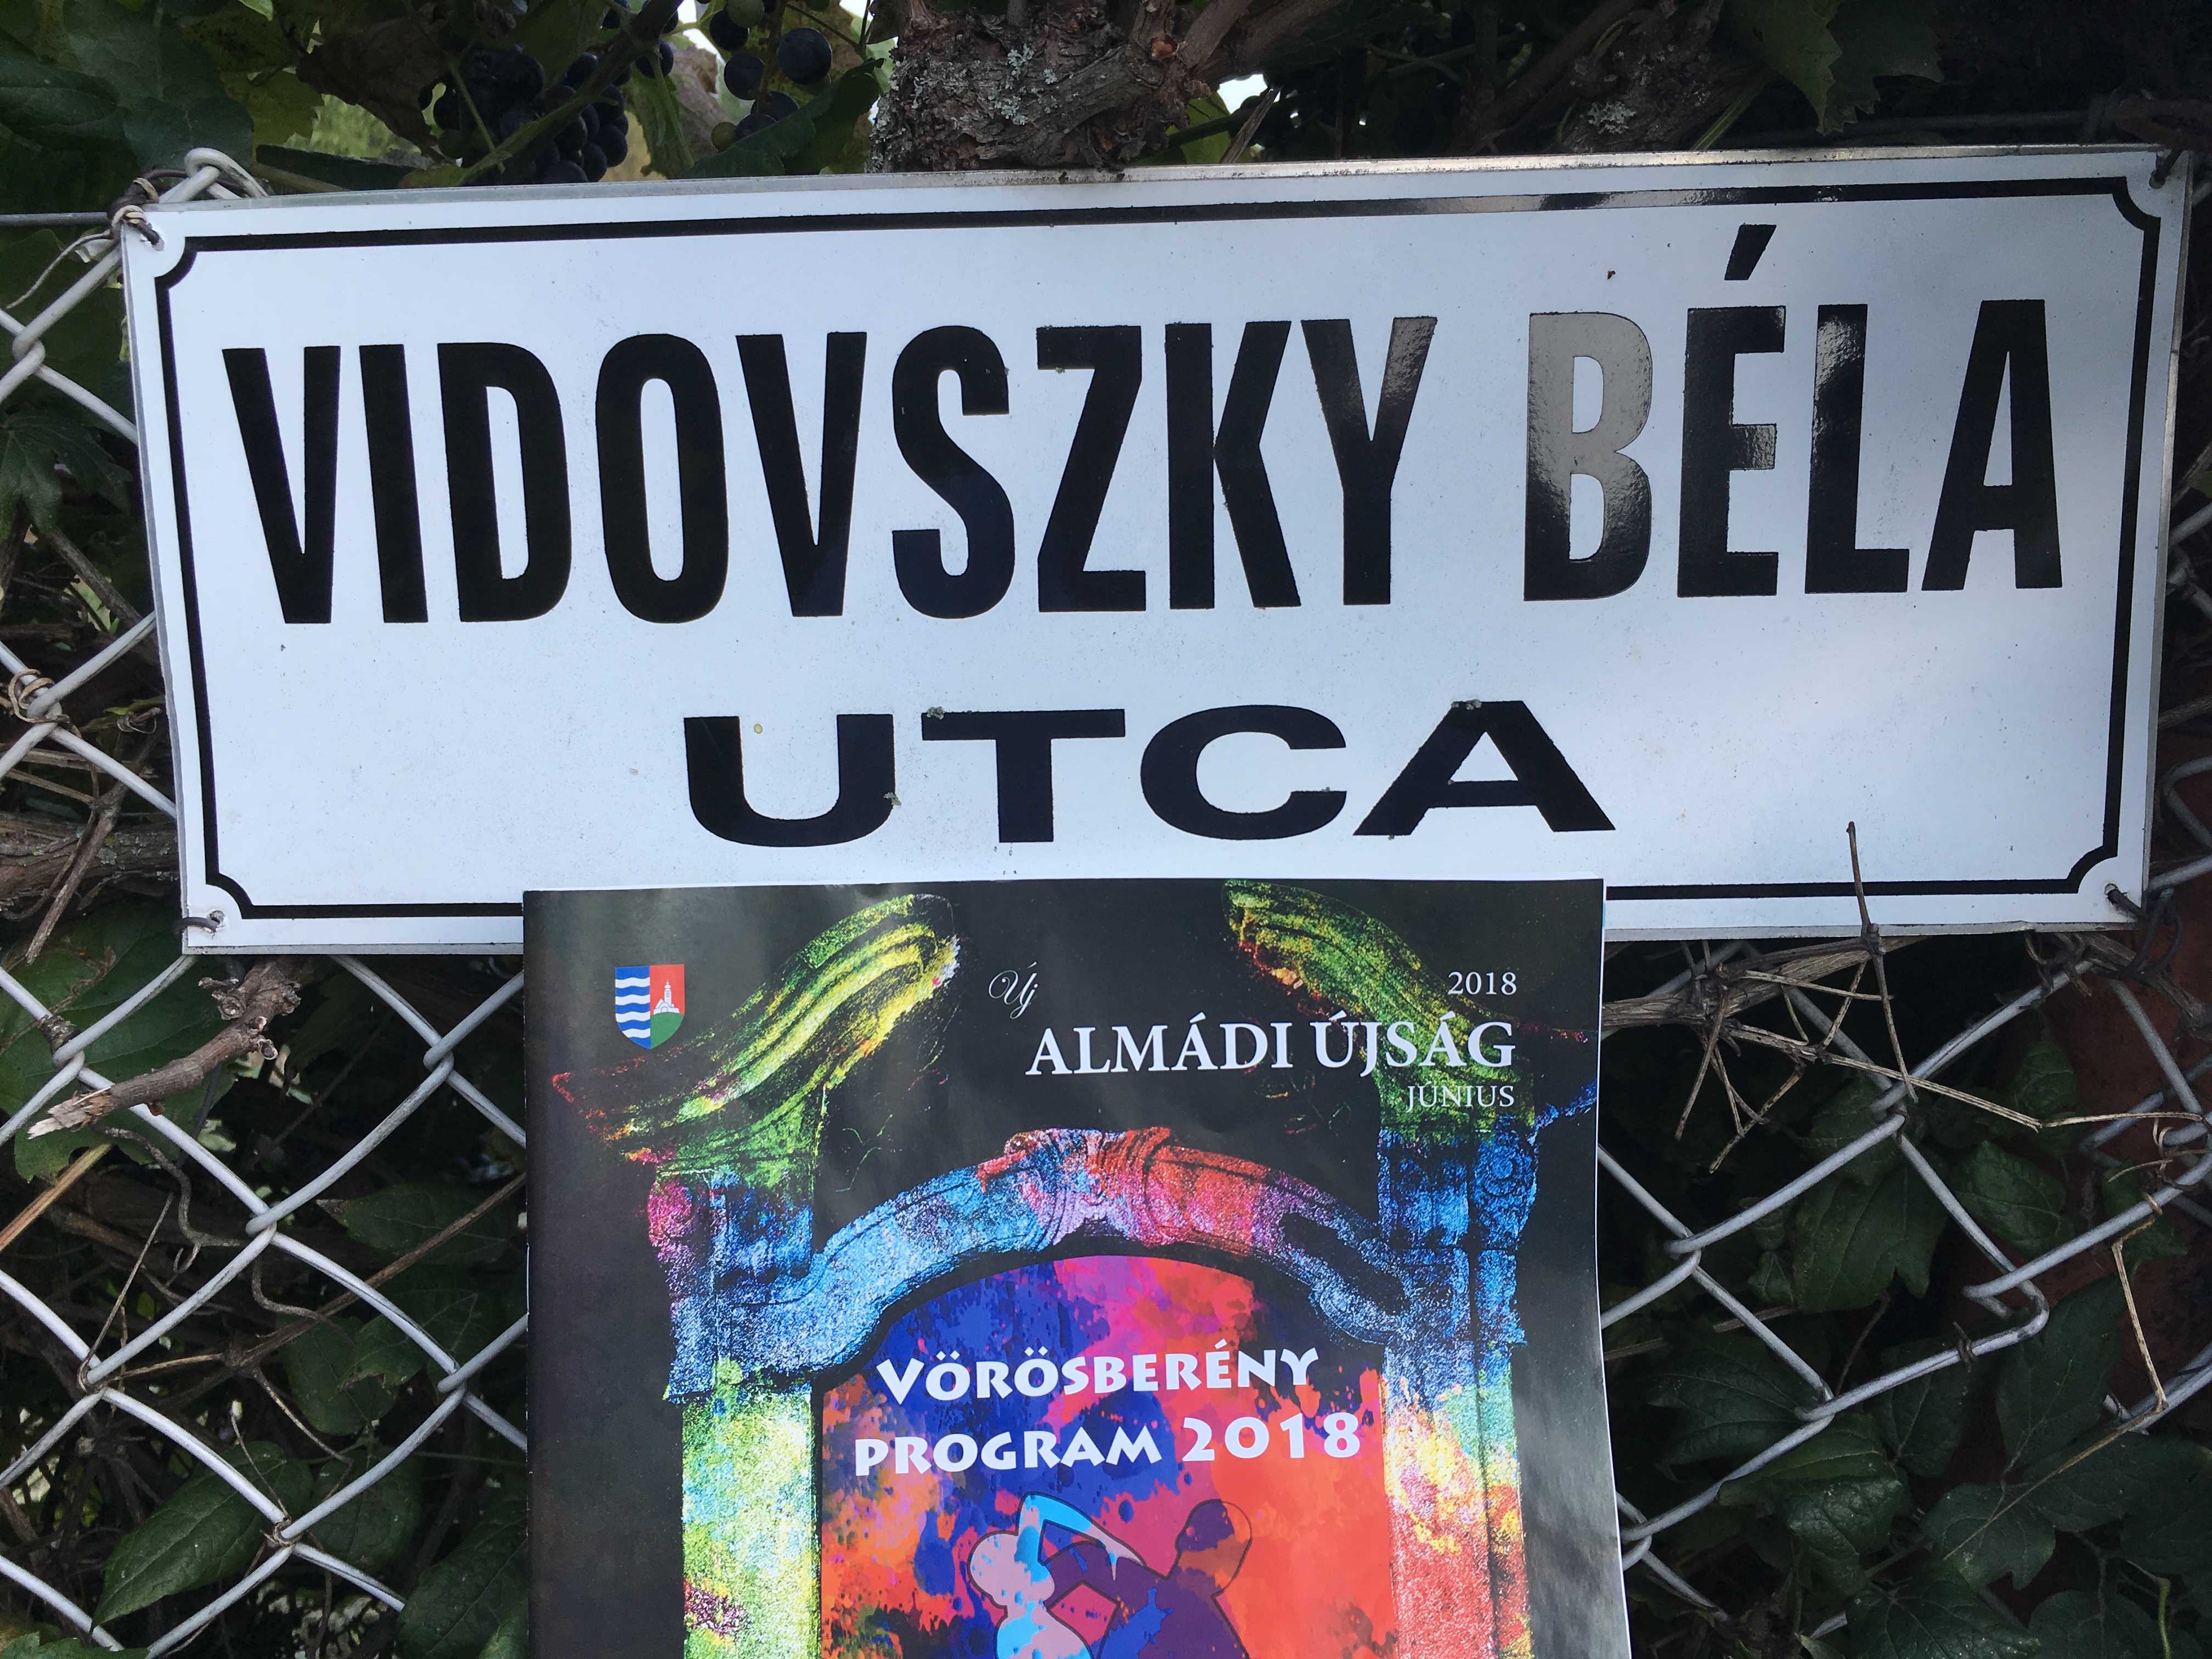 VIDOVSZKY BÉLA
UTCA
2018
Új
ALMÁDI ÚJSÁG
JÚNIUS
VÖRÖSBERÉNY
PROGRAM 2018